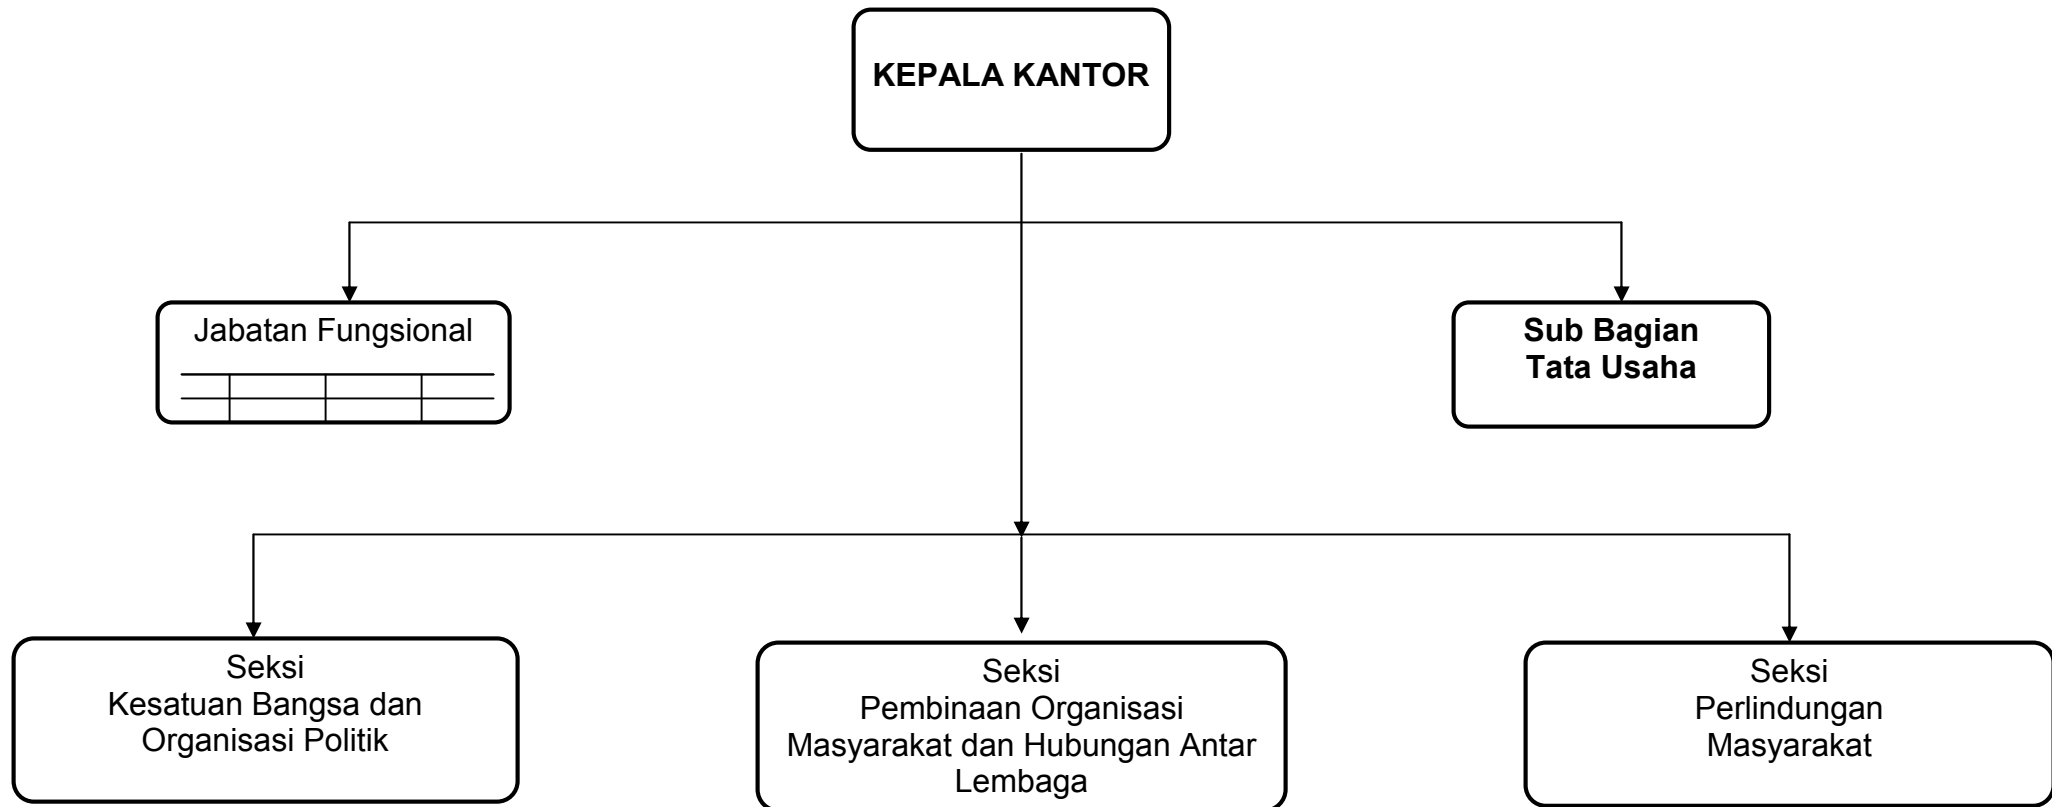 KEPALA KANTOR
Jabatan Fungsional
Sub Bagian
Tata Usaha
Seksi
Kesatuan Bangsa dan
Organisasi Politik
Seksi
Pembinaan Organisasi
Masyarakat dan Hubungan Antar
Lembaga
Seksi
Perlindungan
Masyarakat